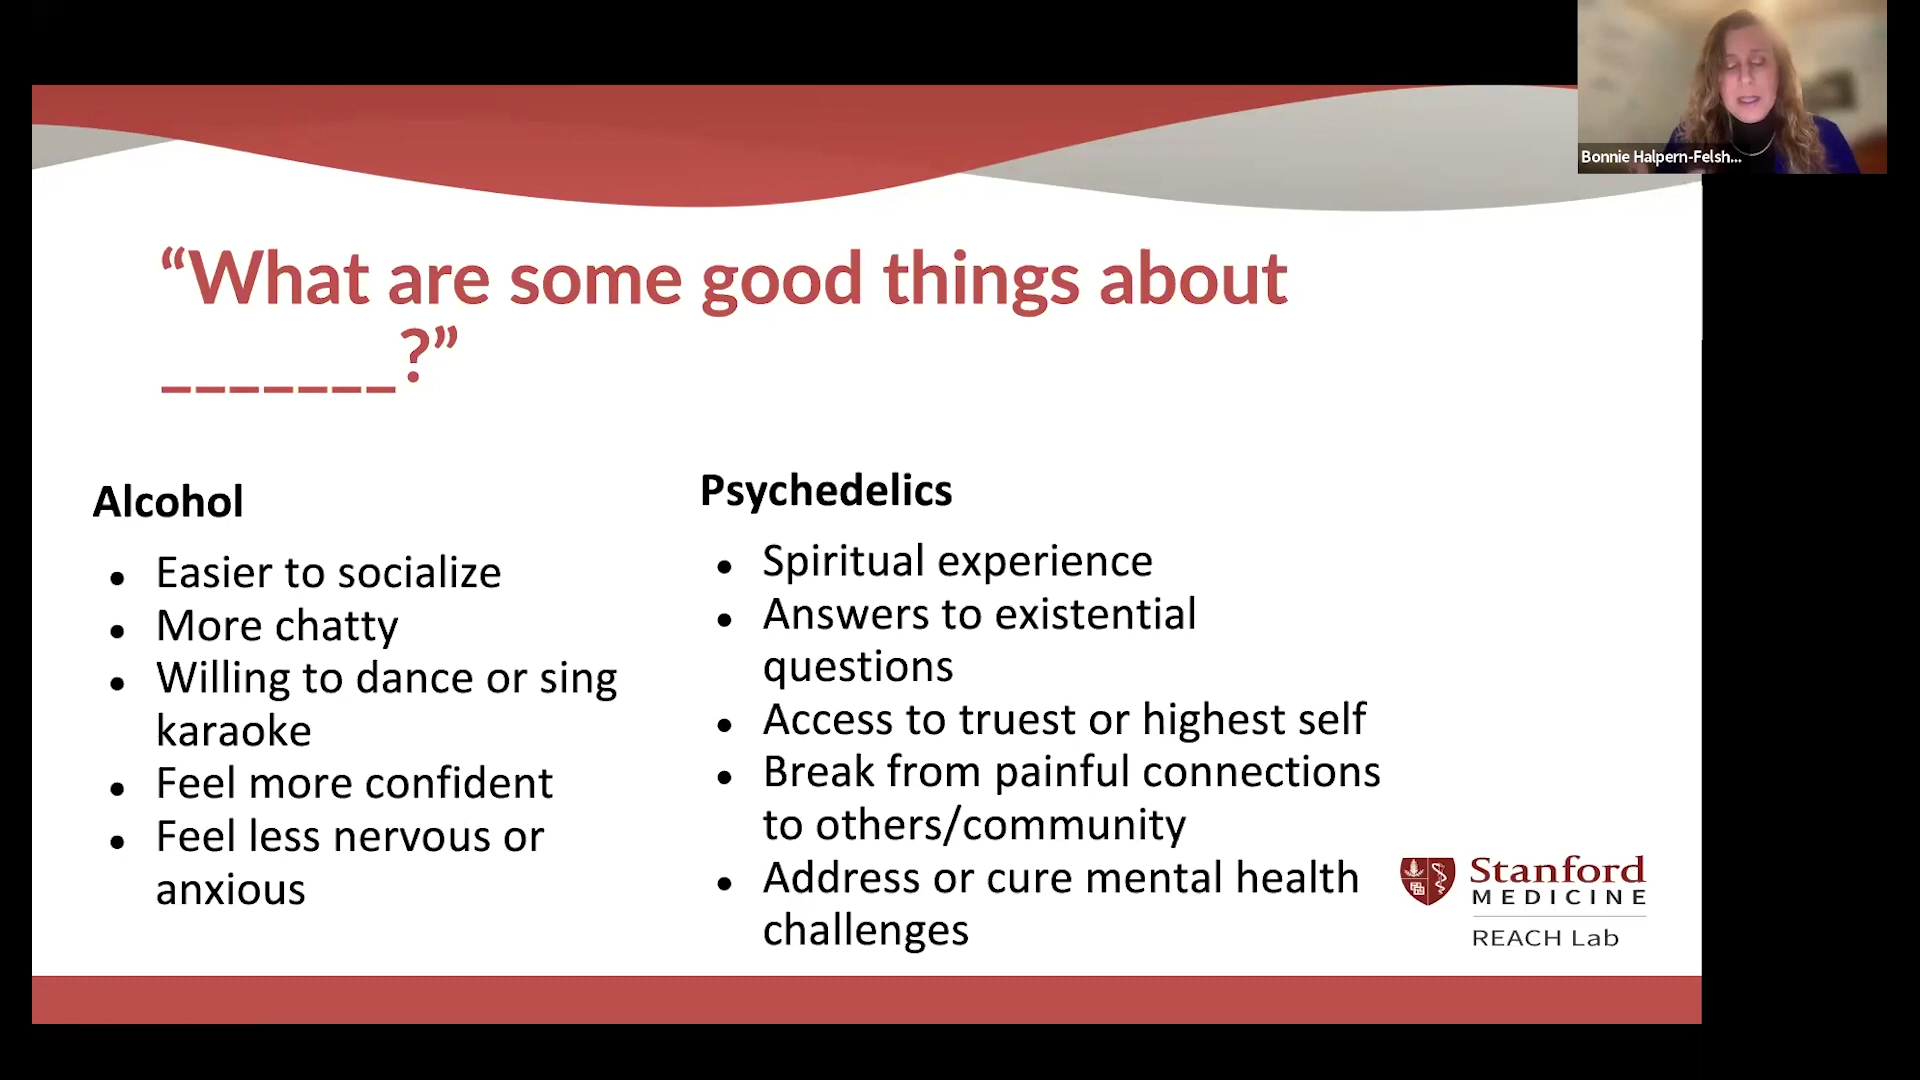 Bonnie Halpern-Felsh...
“What are some good things about
_______?”
Alcohol
• Easier to socialize
• More chatty
• Willing to dance or sing
karaoke
• Feel more confident
• Feel less nervous or
anxious
Psychedelics
• Spiritual experience
• Answers to existential
questions
• Access to truest or highest self
• Break from painful connections
to others/community
• Address or cure mental health
challenges
Stanford
MEDICINE
REACH Lab